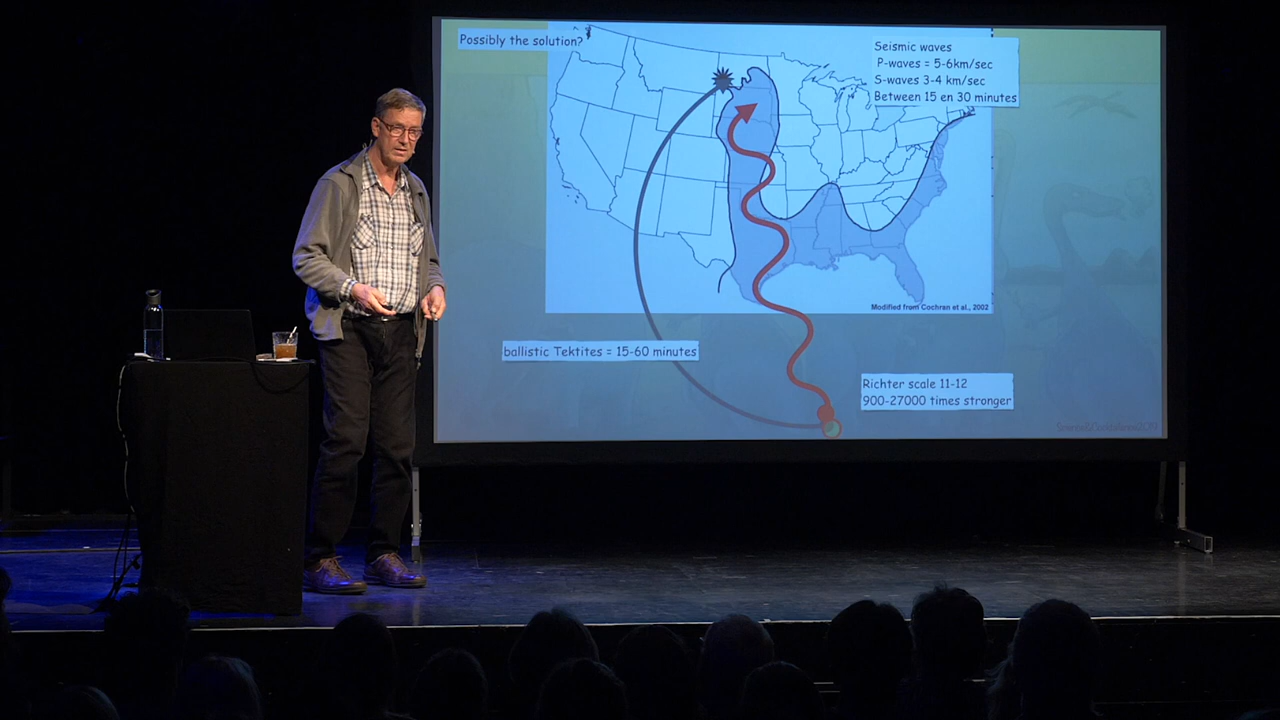 Possibly the solution?
Seismic waves
P-waves = 5-6km/sec
S-waves 3-4 km/sec
Between 15 en 30 minutes
Modified from Cochran et al., 2002
ballistic Tektites = 15-60 minutes
Richter scale 11-12
900-27000 times stronger